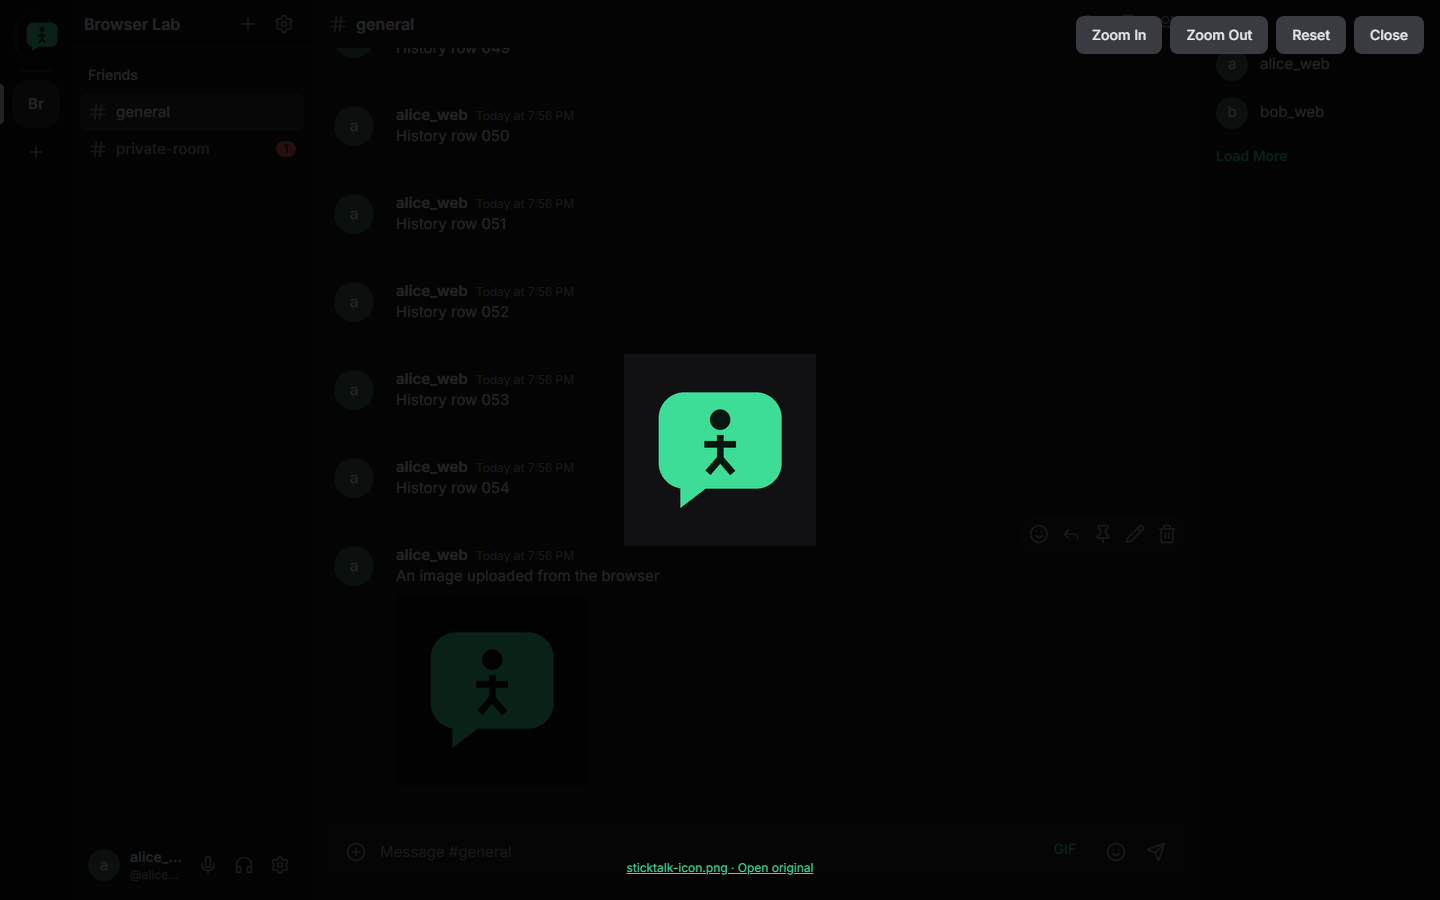 Browser Lab
Friends
Br
general
private-room
1
# general
History row 049
a
alice_web Today at 7:56 PM
History row 050
a
alice_web Today at 7:56 PM
History row 051
a
alice_web Today at 7:56 PM
History row 052
a
alice_web Today at 7:56 PM
History row 053
a
alice_web Today at 7:56 PM
History row 054
a
alice_web Today at 7:56 PM
An image uploaded from the browser
Zoom In
Zoom Out
Reset
Close
a
alice_web
b
bob_web
Load More
a
alice_...
@alice...
Message #general
GIF
sticktalk-icon.png · Open original